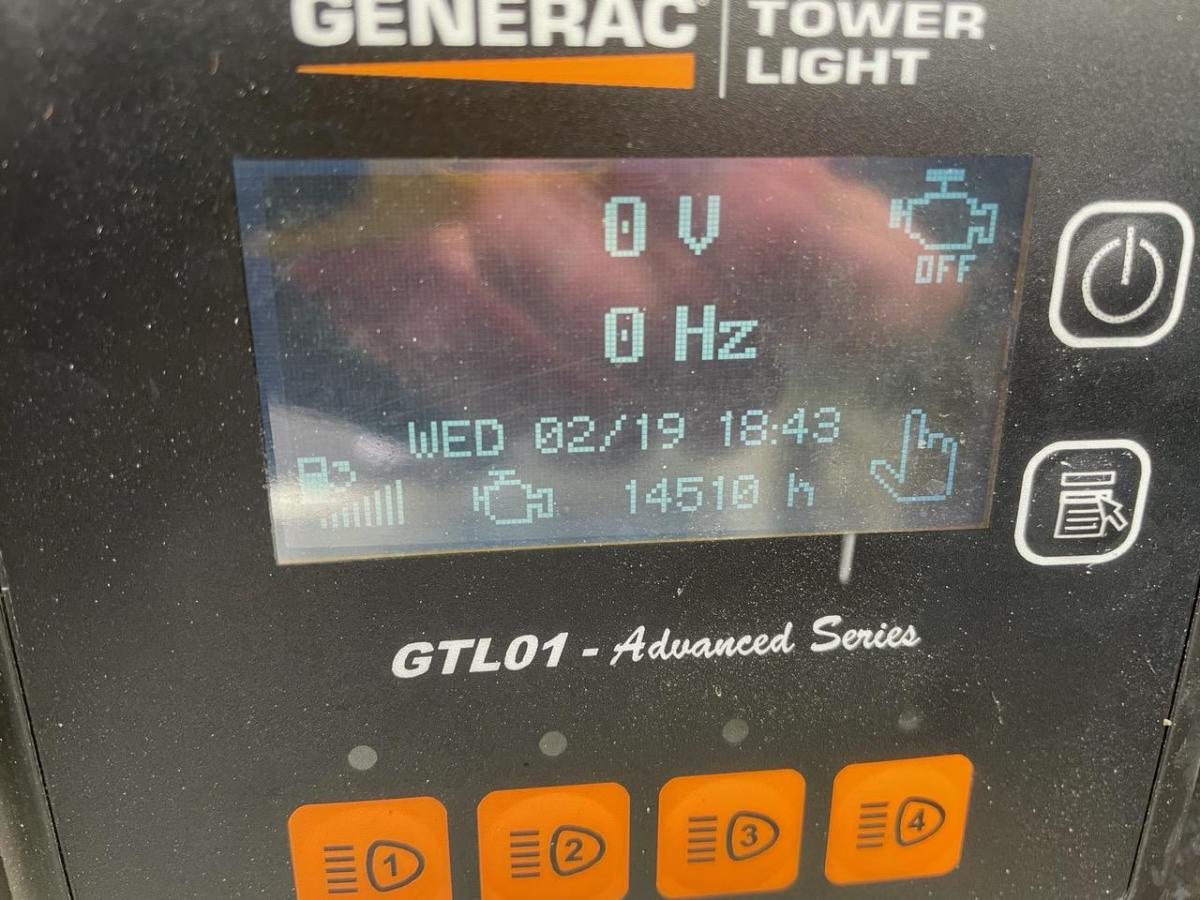 GENERAC
TOWER
LIGHT
0 V
OFF
0 Hz
WED 02/19 18:43
14510 h
GTL01 - Advanced Series
1
2
3
4